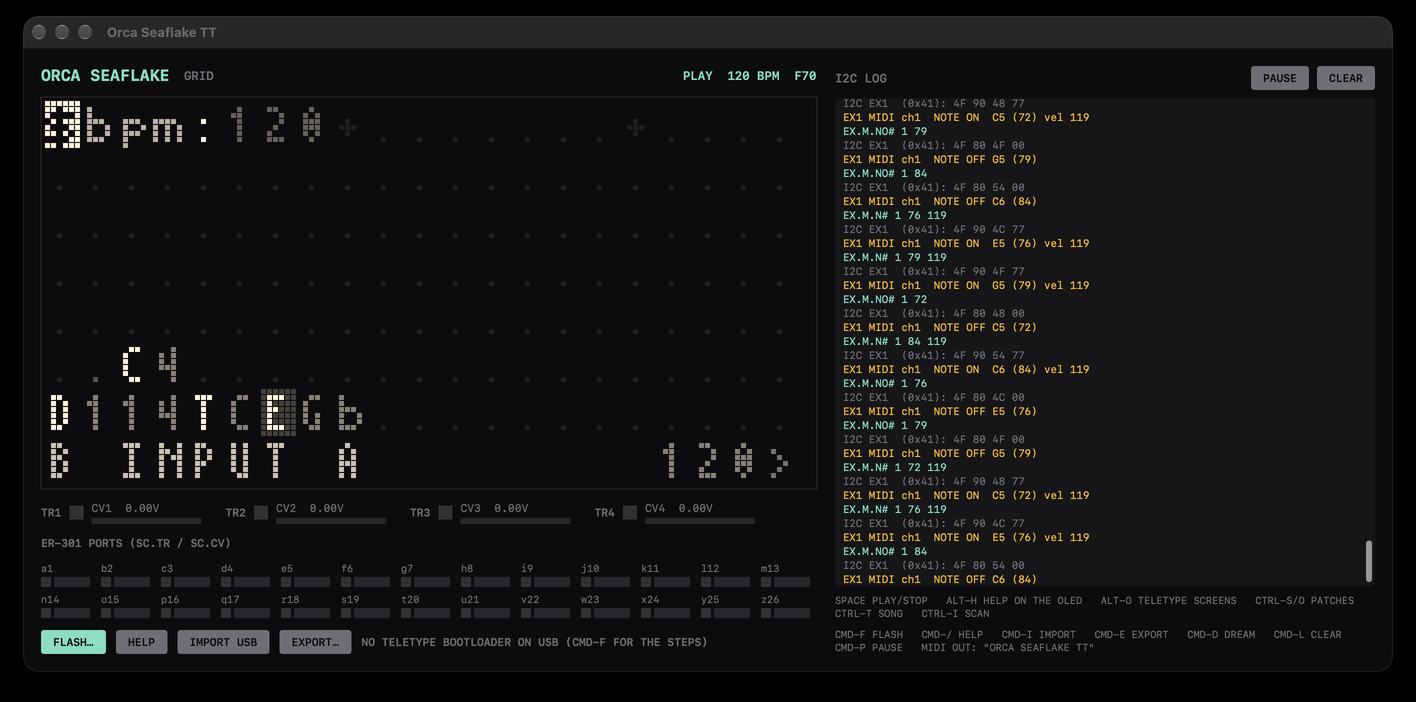 Orca Seaflake TT
ORCA SEAFLAKE GRID PLAY 120 BPM F70
bpm:120
C4
D114TCEGb
B INPUT A 120>
TR1 CV1 0.00V TR2 CV2 0.00V TR3 CV3 0.00V TR4 CV4 0.00V
ER-301 PORTS (SC.TR / SC.CV)
a1 b2 c3 d4 e5 f6 g7 h8 i9 j10 k11 l12 m13
n14 o15 p16 q17 r18 s19 t20 u21 v22 w23 x24 y25 z26
FLASH… HELP IMPORT USB EXPORT… NO TELETYPE BOOTLOADER ON USB (CMD-F FOR THE STEPS)
I2C LOG PAUSE CLEAR
I2C EX1 (0x41): 4F 90 48 77
EX1 MIDI ch1 NOTE ON C5 (72) vel 119
EX.M.NO# 1 79
I2C EX1 (0x41): 4F 80 4F 00
EX1 MIDI ch1 NOTE OFF G5 (79)
EX.M.NO# 1 84
I2C EX1 (0x41): 4F 80 54 00
EX1 MIDI ch1 NOTE OFF C6 (84)
EX.M.N# 1 76 119
I2C EX1 (0x41): 4F 90 4C 77
EX1 MIDI ch1 NOTE ON E5 (76) vel 119
EX.M.N# 1 79 119
I2C EX1 (0x41): 4F 90 4F 77
EX1 MIDI ch1 NOTE ON G5 (79) vel 119
EX.M.NO# 1 72
I2C EX1 (0x41): 4F 80 48 00
EX1 MIDI ch1 NOTE OFF C5 (72)
EX.M.N# 1 84 119
I2C EX1 (0x41): 4F 90 54 77
EX1 MIDI ch1 NOTE ON C6 (84) vel 119
EX.M.NO# 1 76
I2C EX1 (0x41): 4F 80 4C 00
EX1 MIDI ch1 NOTE OFF E5 (76)
EX.M.NO# 1 79
I2C EX1 (0x41): 4F 80 4F 00
EX1 MIDI ch1 NOTE OFF G5 (79)
EX.M.N# 1 72 119
I2C EX1 (0x41): 4F 90 48 77
EX1 MIDI ch1 NOTE ON C5 (72) vel 119
EX.M.N# 1 76 119
I2C EX1 (0x41): 4F 90 4C 77
EX1 MIDI ch1 NOTE ON E5 (76) vel 119
EX.M.NO# 1 84
I2C EX1 (0x41): 4F 80 54 00
EX1 MIDI ch1 NOTE OFF C6 (84)
SPACE PLAY/STOP ALT-H HELP ON THE OLED ALT-O TELETYPE SCREENS CTRL-S/O PATCHES
CTRL-T SONG CTRL-I SCAN
CMD-F FLASH CMD-/ HELP CMD-I IMPORT CMD-E EXPORT CMD-D DREAM CMD-L CLEAR
CMD-P PAUSE MIDI OUT: "ORCA SEAFLAKE TT"